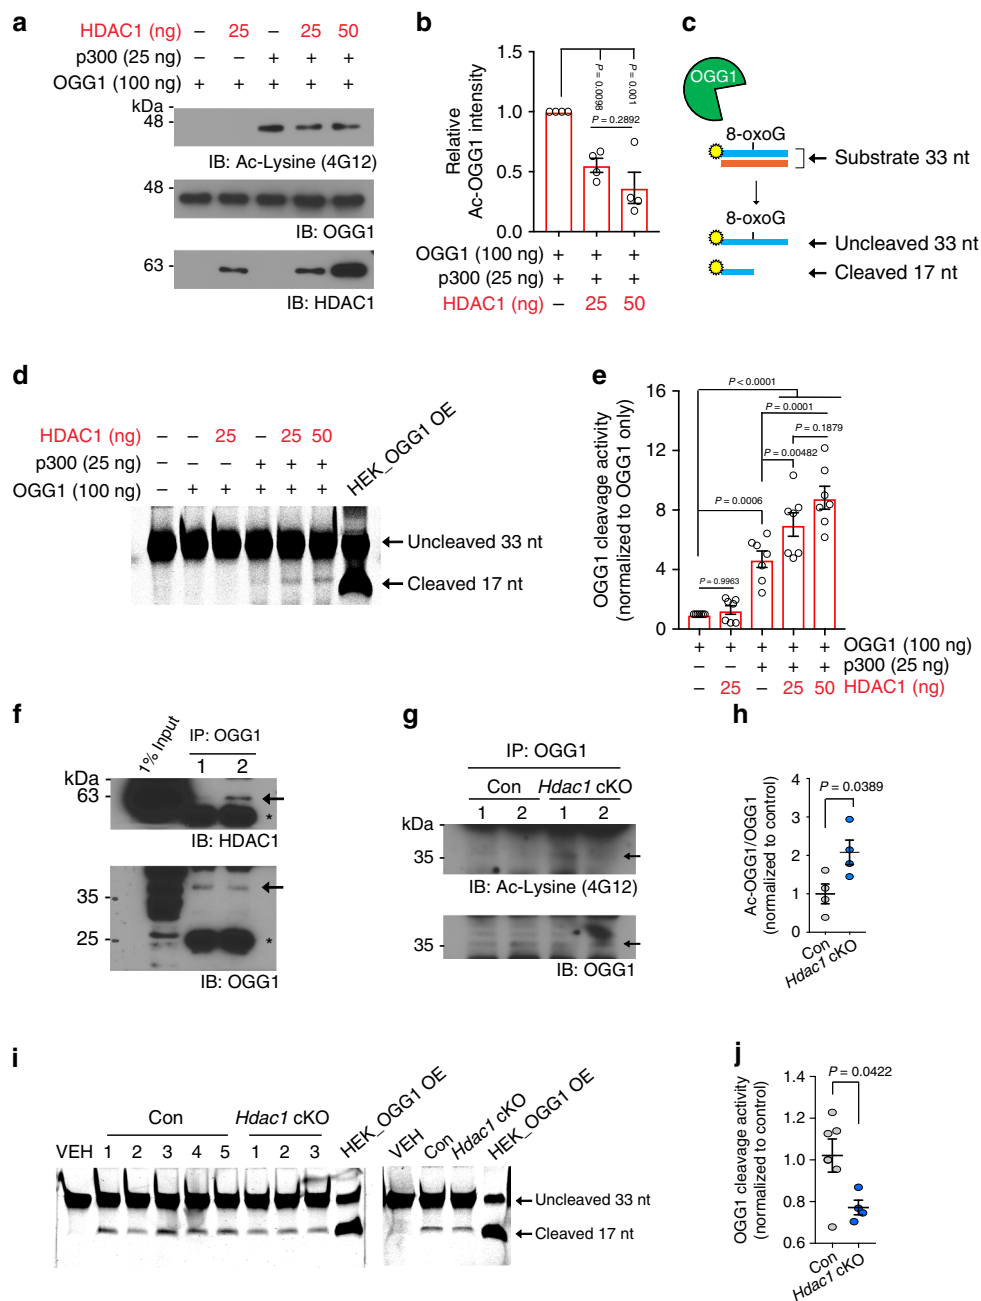 a
HDAC1 (ng) – 25 – 25 50
p300 (25 ng) – – + + +
OGG1 (100 ng) + + + + +
kDa
48
IB: Ac-Lysine (4G12)
48
IB: OGG1
63
IB: HDAC1
b
Relative
Ac-OGG1 intensity
1.5
1.0
0.5
0.0
P = 0.0098
P = 0.001
P = 0.2892
OGG1 (100 ng) + + +
p300 (25 ng) + + +
HDAC1 (ng) – 25 50
c
OGG1
8-oxoG
Substrate 33 nt
8-oxoG
Uncleaved 33 nt
Cleaved 17 nt
d
HDAC1 (ng) – – 25 – 25 50
p300 (25 ng) – – – + + +
OGG1 (100 ng) – + + + + +
HEK_OGG1 OE
Uncleaved 33 nt
Cleaved 17 nt
e
OGG1 cleavage activity
(normalized to OGG1 only)
16
12
8
4
0
P < 0.0001
P = 0.0001
P = 0.1879
P = 0.00482
P = 0.0006
P = 0.9963
+ + + + + OGG1 (100 ng)
– – + + + p300 (25 ng)
– 25 – 25 50 HDAC1 (ng)
f
1% Input
IP: OGG1
1 2
kDa
63
*
IB: HDAC1
35
25
*
IB: OGG1
g
IP: OGG1
Con Hdac1 cKO
1 2 1 2
kDa
35
IB: Ac-Lysine (4G12)
35
IB: OGG1
h
Ac-OGG1/OGG1
(normalized to control)
4
3
2
1
0
P = 0.0389
Con
Hdac1 cKO
i
Con Hdac1 cKO
VEH 1 2 3 4 5 1 2 3 HEK_OGG1 OE
VEH Con Hdac1 cKO HEK_OGG1 OE
Uncleaved 33 nt
Cleaved 17 nt
j
OGG1 cleavage activity
(normalized to control)
1.4
1.2
1.0
0.8
0.6
P = 0.0422
Con
Hdac1 cKO